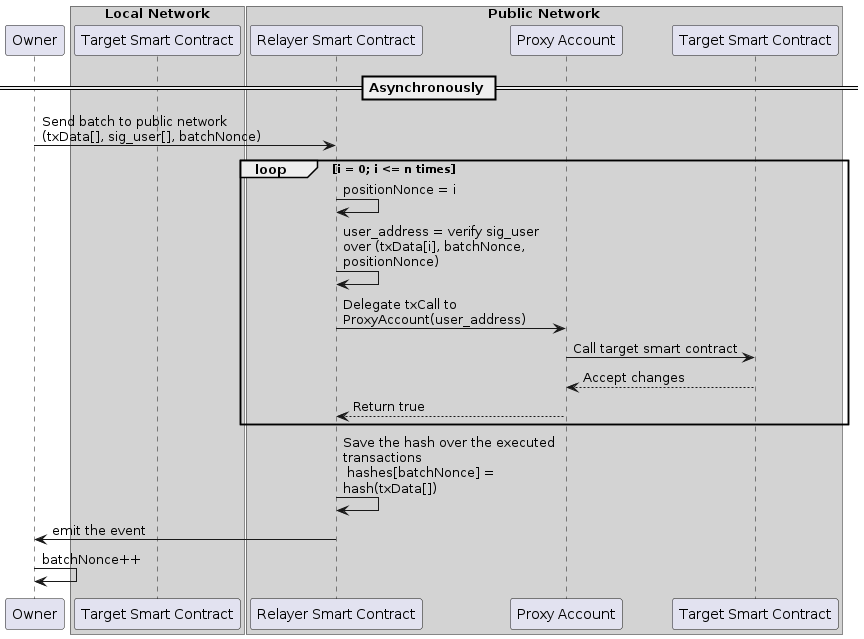 Local Network
Public Network
Owner
Target Smart Contract
Relayer Smart Contract
Proxy Account
Target Smart Contract
Asynchronously
Send batch to public network
(txData[], sig_user[], batchNonce)
loop
[i = 0; i <= n times]
positionNonce = i
user_address = verify sig_user
over (txData[i], batchNonce,
positionNonce)
Delegate txCall to
ProxyAccount(user_address)
Call target smart contract
Accept changes
Return true
Save the hash over the executed
transactions
hashes[batchNonce] =
hash(txData[])
emit the event
batchNonce++
Owner
Target Smart Contract
Relayer Smart Contract
Proxy Account
Target Smart Contract